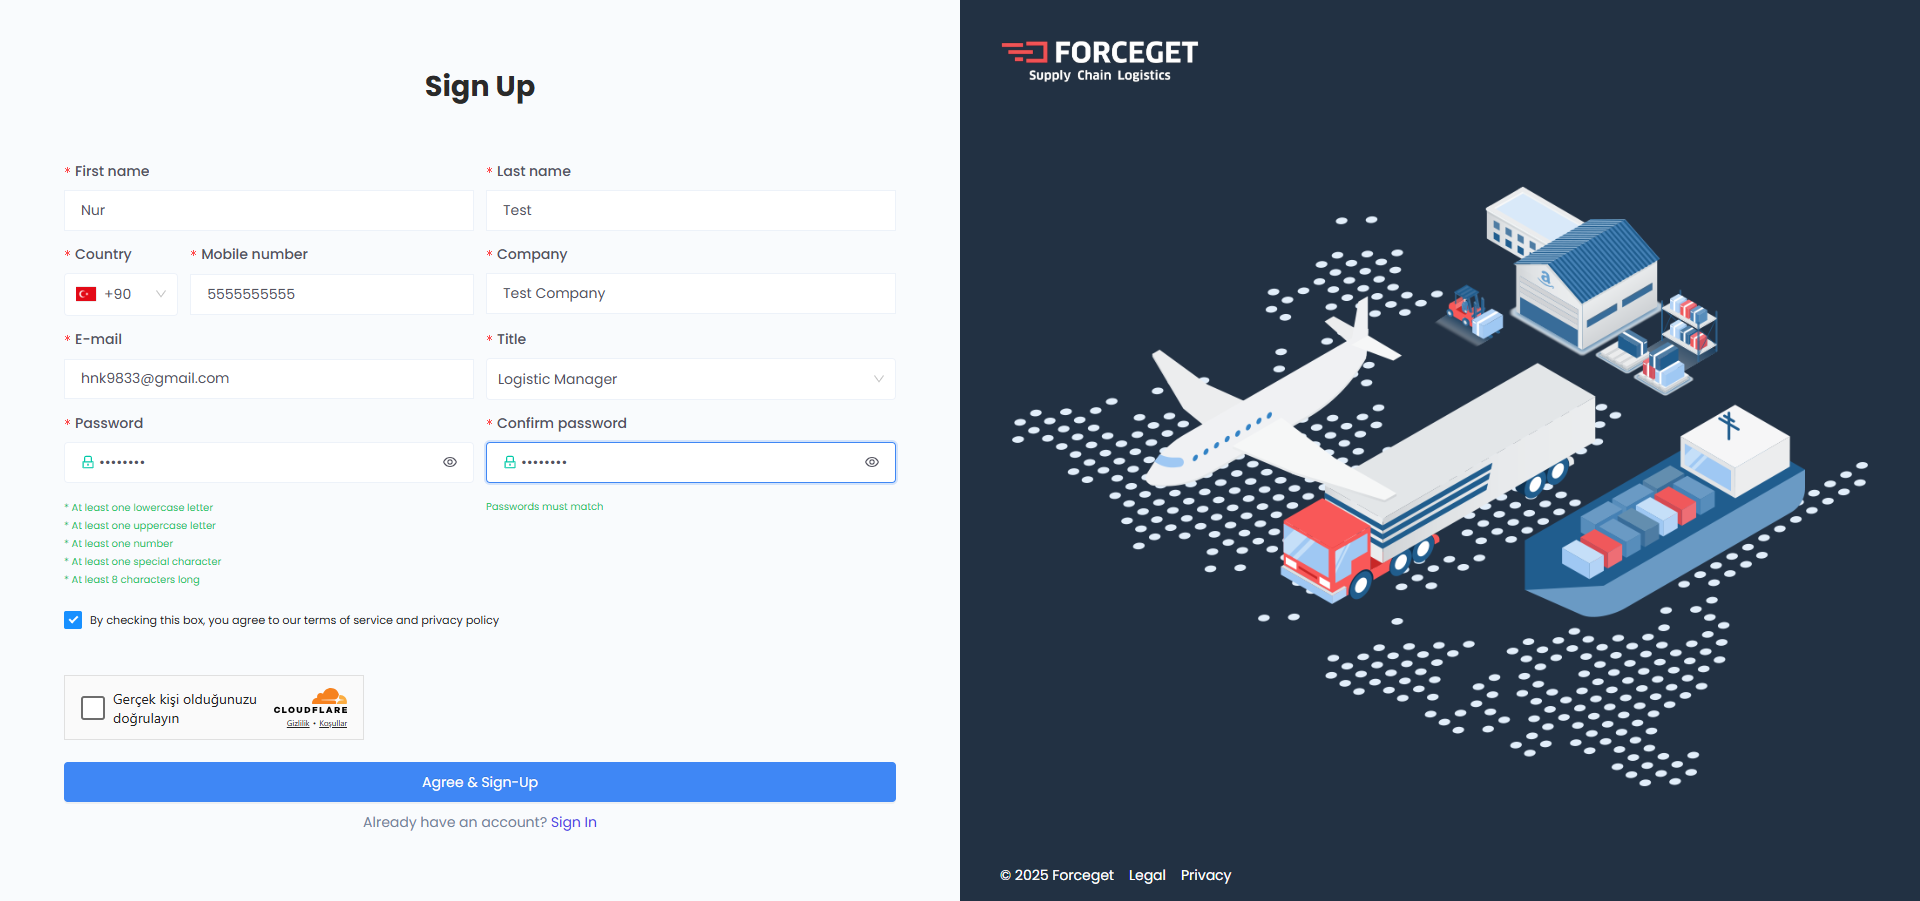 Sign Up
* First name
* Last name
Nur
Test
* Country
* Mobile number
* Company
+90
5555555555
Test Company
* E-mail
* Title
hnk9833@gmail.com
Logistic Manager
* Password
* Confirm password
••••••••
••••••••
* At least one lowercase letter
Passwords must match
* At least one uppercase letter
* At least one number
* At least one special character
* At least 8 characters long
By checking this box, you agree to our terms of service and privacy policy
Gerçek kişi olduğunuzu
doğrulayın
CLOUDFLARE
Gizlilik • Koşullar
Agree & Sign-Up
Already have an account? Sign In
FORCEGET
Supply Chain Logistics
a
© 2025 Forceget
Legal
Privacy